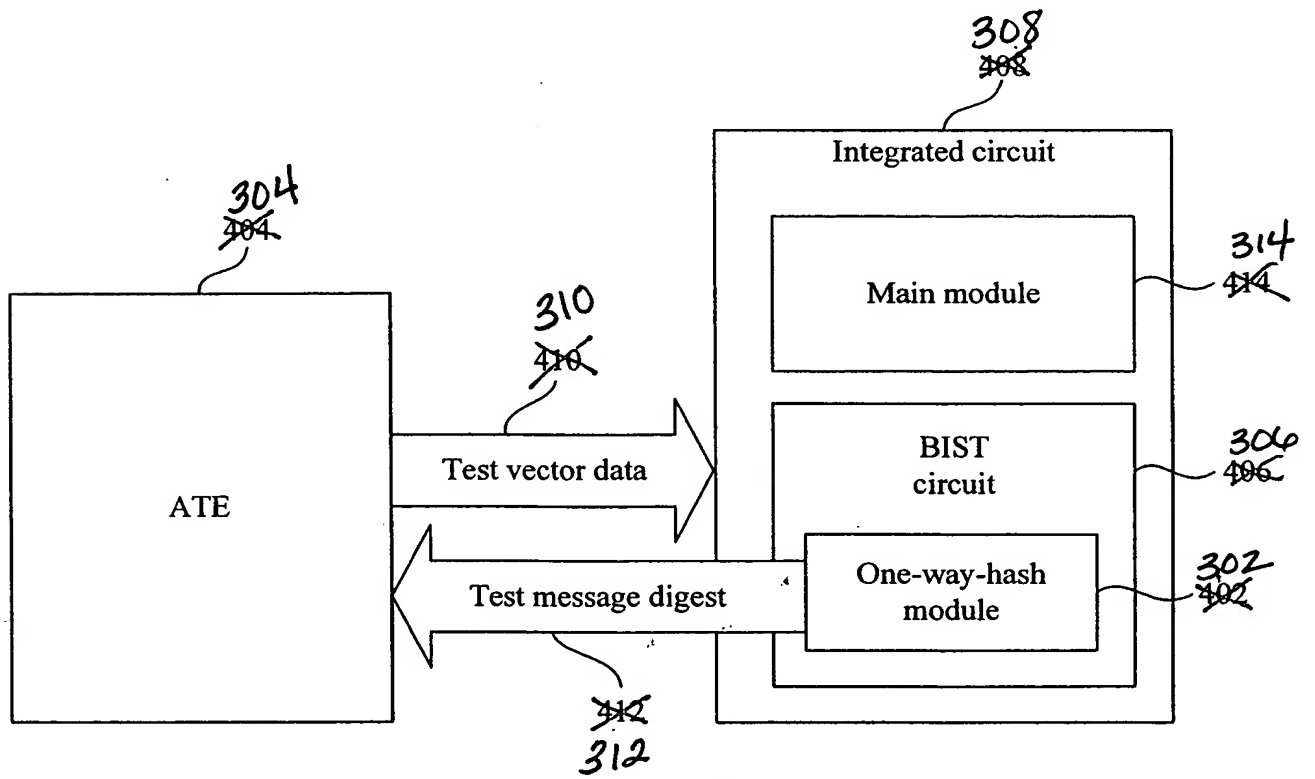 308
408
Integrated circuit
304
404
Main module
314
414
310
410
Test vector data
ATE
BIST
circuit
306
406
Test message digest
One-way-hash
module
302
402
412
312